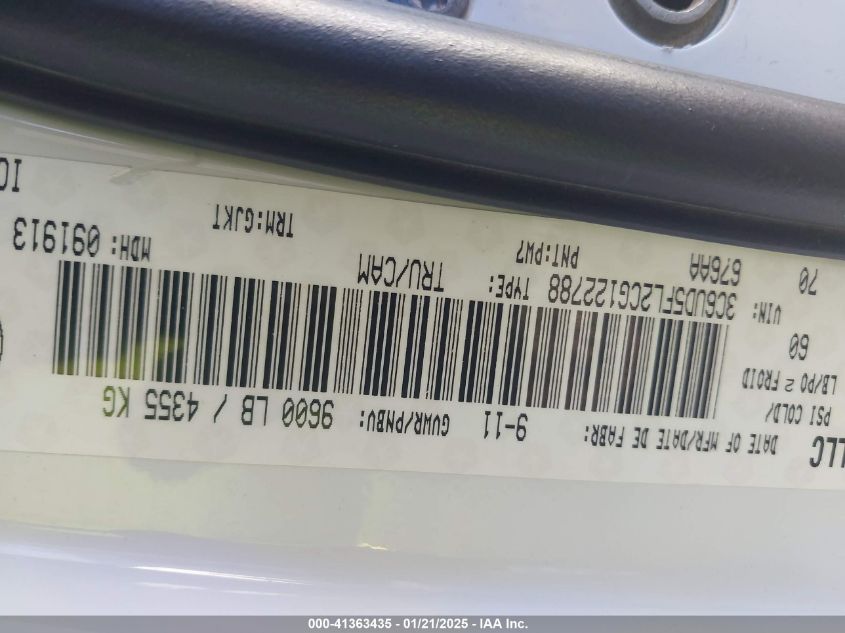 LLC
DATE OF MFR/DATE DE FABR: 9-11 GVWR/PNBV: 9600 LB / 4355 KG
PSI COLD/
LB/PO 2 FROID
60
VIN: 3C6UD5FL2CG122788 TYPE: TRU/CAM MDH: 091913
70 676AA PNT:PW7 TRM:GJKT
000-41363435 - 01/21/2025 - IAA Inc.